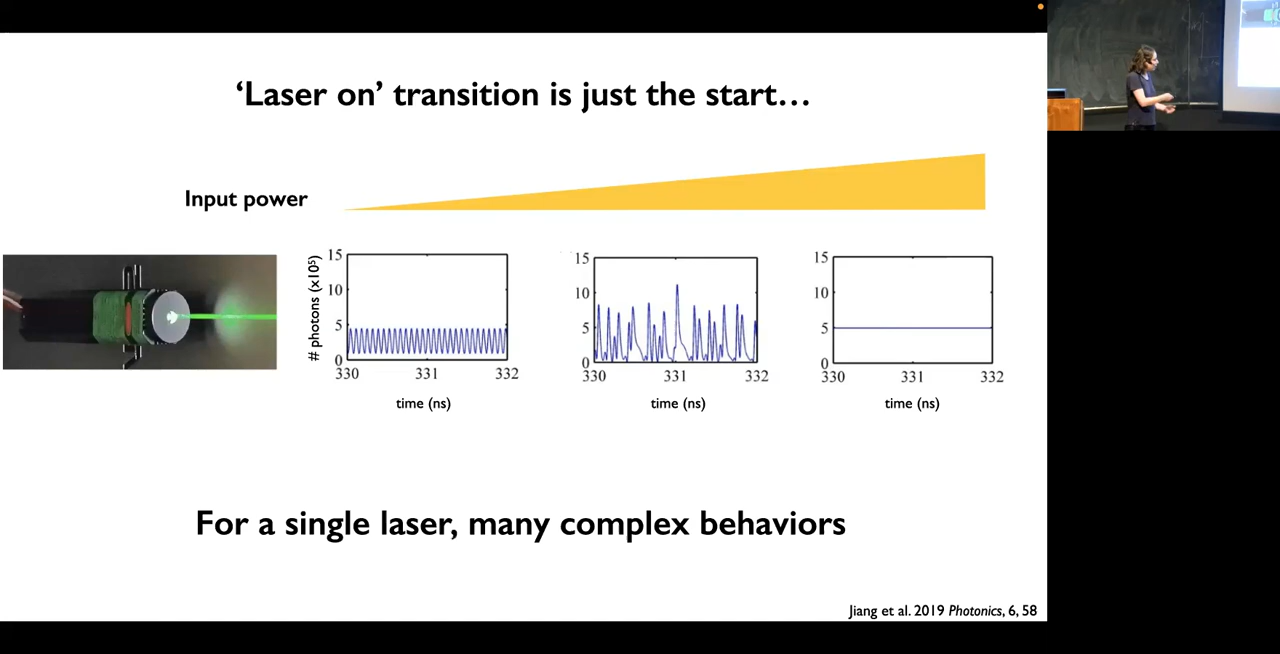 ‘Laser on’ transition is just the start…
Input power
# photons (x10⁵)
15
10
5
0
330
331
332
time (ns)
15
10
5
0
330
331
332
time (ns)
15
10
5
0
330
331
332
time (ns)
For a single laser, many complex behaviors
Jiang et al. 2019 Photonics, 6, 58